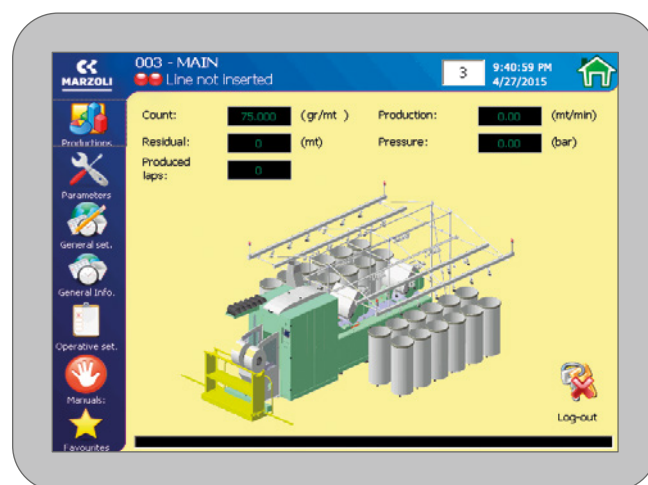 MARZOLI
003 - MAIN
Line not inserted
3
9:40:59 PM
4/27/2015
Productions
Parameters
General set.
General Info.
Operative set.
Manuals:
Favourites
Count: 75.000 (gr/mt )
Production: 0.00 (mt/min)
Residual: 0 (mt)
Pressure: 0.00 (bar)
Produced
laps: 0
Log-out